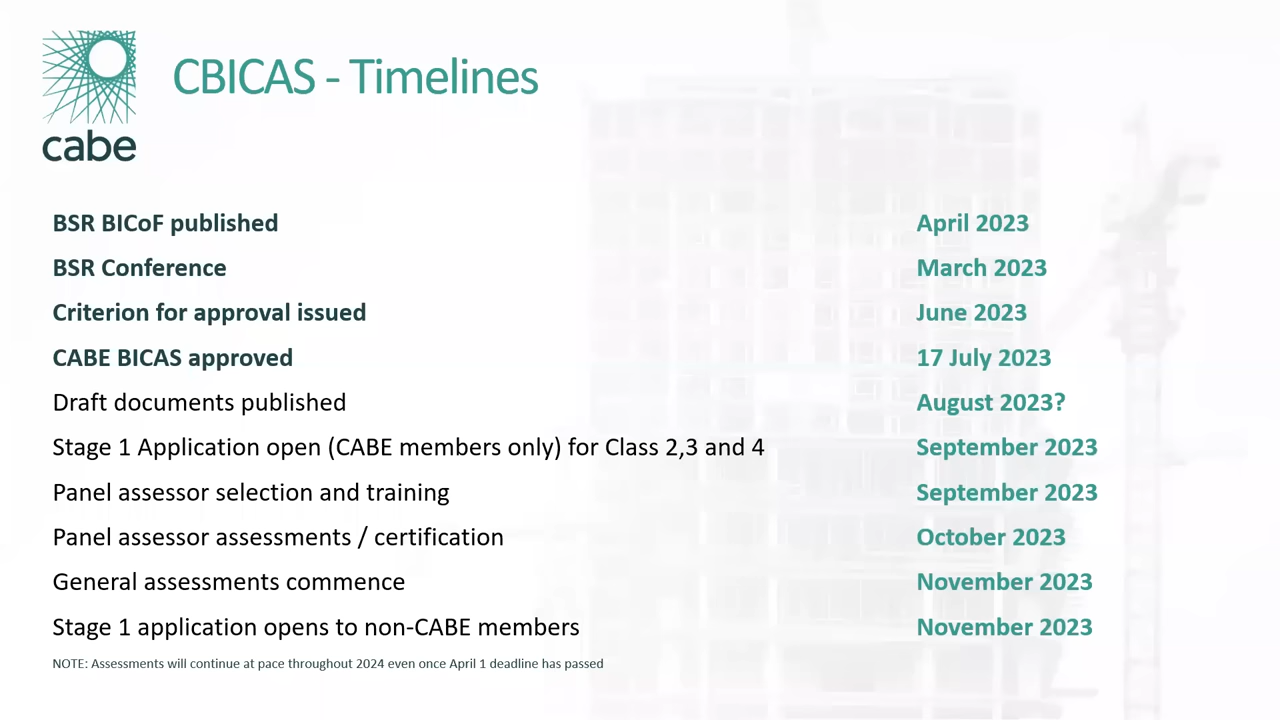 cabe
CBICAS - Timelines
BSR BICoF published April 2023
BSR Conference March 2023
Criterion for approval issued June 2023
CABE BICAS approved 17 July 2023
Draft documents published August 2023?
Stage 1 Application open (CABE members only) for Class 2,3 and 4 September 2023
Panel assessor selection and training September 2023
Panel assessor assessments / certification October 2023
General assessments commence November 2023
Stage 1 application opens to non-CABE members November 2023
NOTE: Assessments will continue at pace throughout 2024 even once April 1 deadline has passed